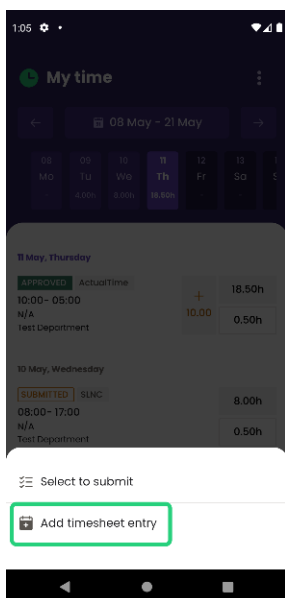 1:05
My time
08 May - 21 May
08 09 10 11 12 13
Mo Tu We Th Fr Sa S
- 4.00h 8.00h 18.50h -
11 May, Thursday
APPROVED ActualTime
10:00- 05:00
N/A
Test Department
+
10.00
18.50h
0.50h
10 May, Wednesday
SUBMITTED SLNC
08:00- 17:00
N/A
Test Department
8.00h
0.50h
Select to submit
Add timesheet entry